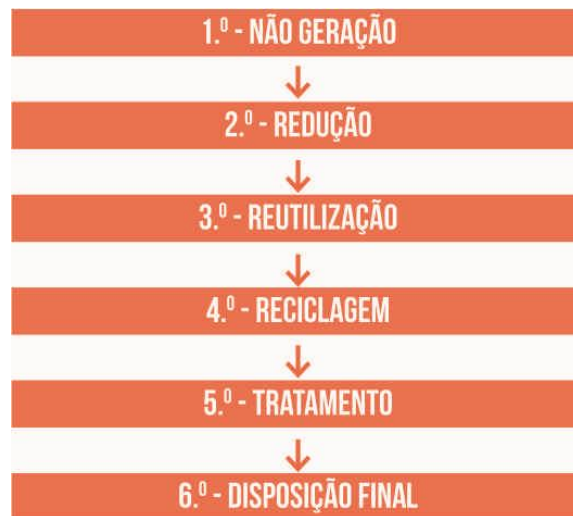 1.º - NÃO GERAÇÃO
2.º - REDUÇÃO
3.º - REUTILIZAÇÃO
4.º - RECICLAGEM
5.º - TRATAMENTO
6.º - DISPOSIÇÃO FINAL